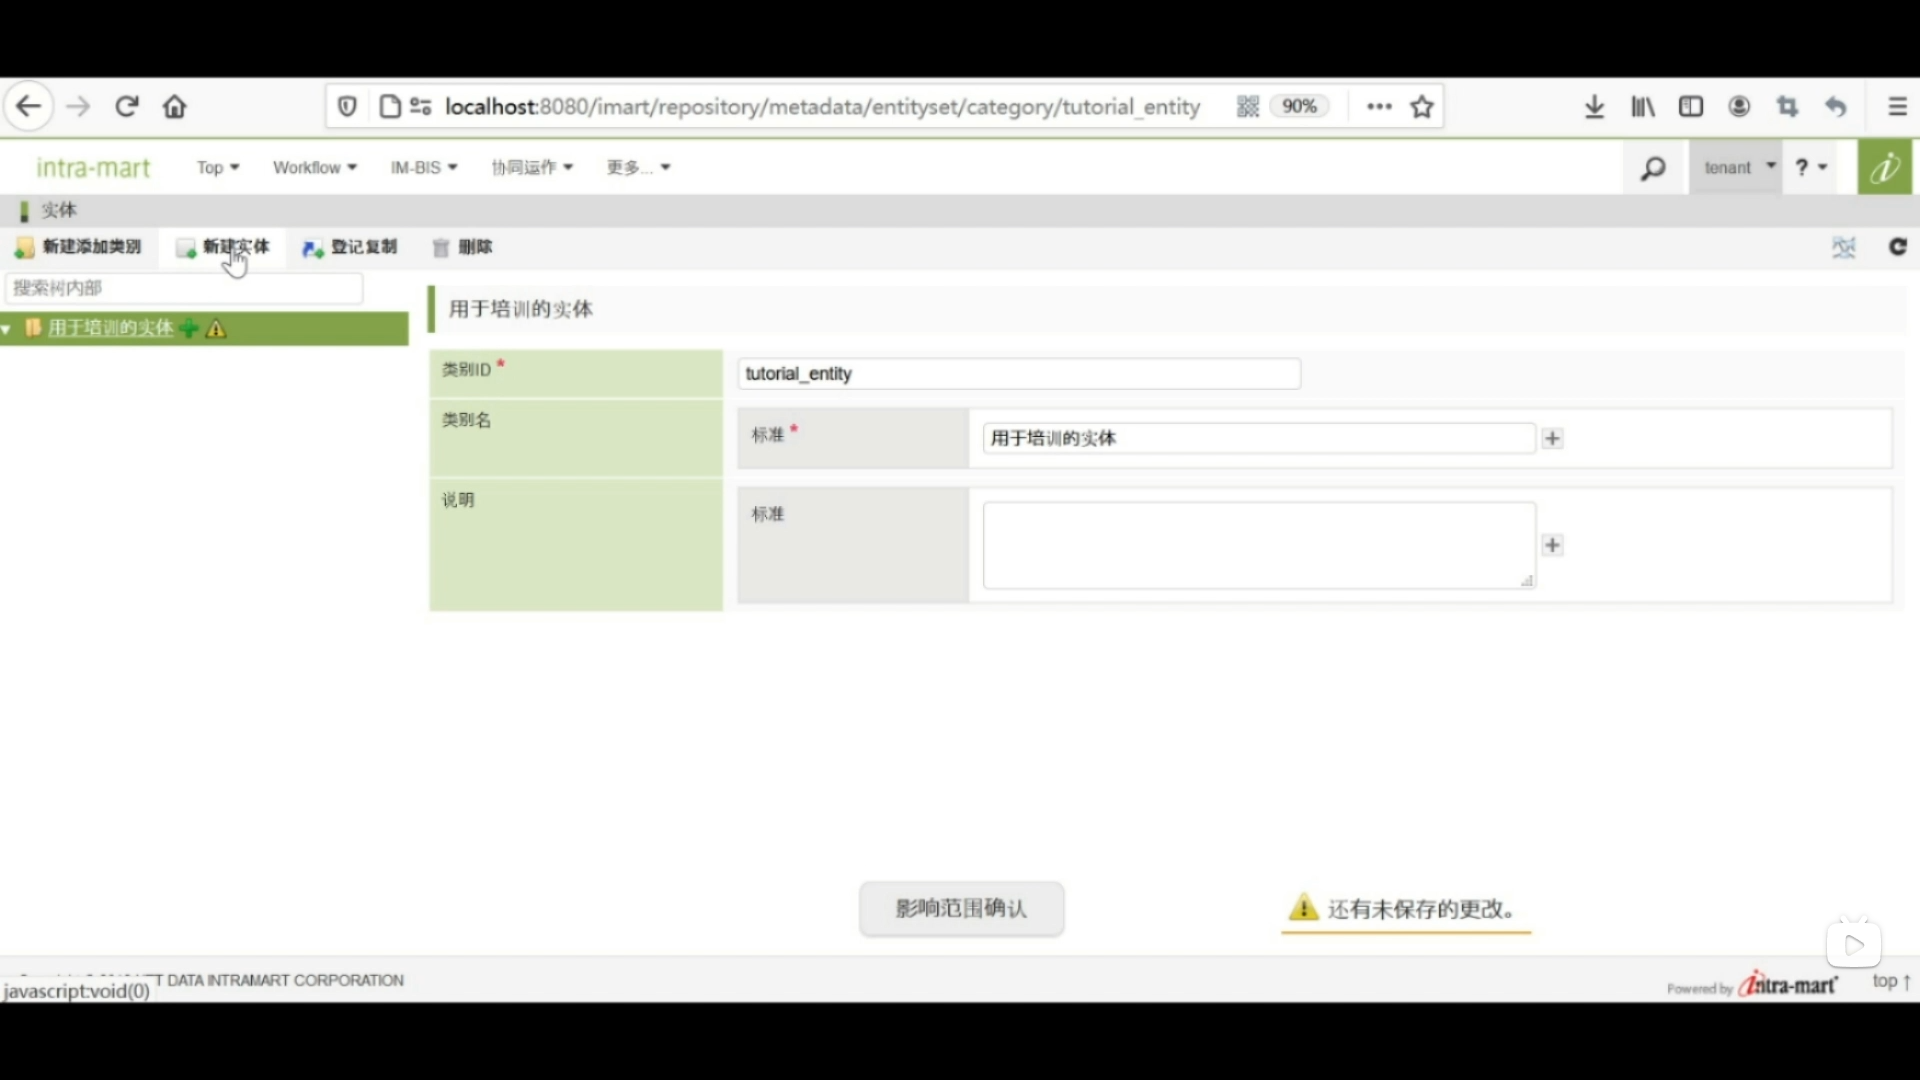 localhost:8080/imart/repository/metadata/entityset/category/tutorial_entity 90%
intra-mart Top Workflow IM-BIS 协同运作 更多... tenant ?
实体
新建添加类别 新建实体 登记复制 删除
搜索树内部
用于培训的实体
用于培训的实体
类别ID * tutorial_entity
类别名 标准 * 用于培训的实体
说明 标准
影响范围确认 还有未保存的更改。
DATA INTRAMART CORPORATION
javascript:void(0)
Powered by intra-mart top ↑